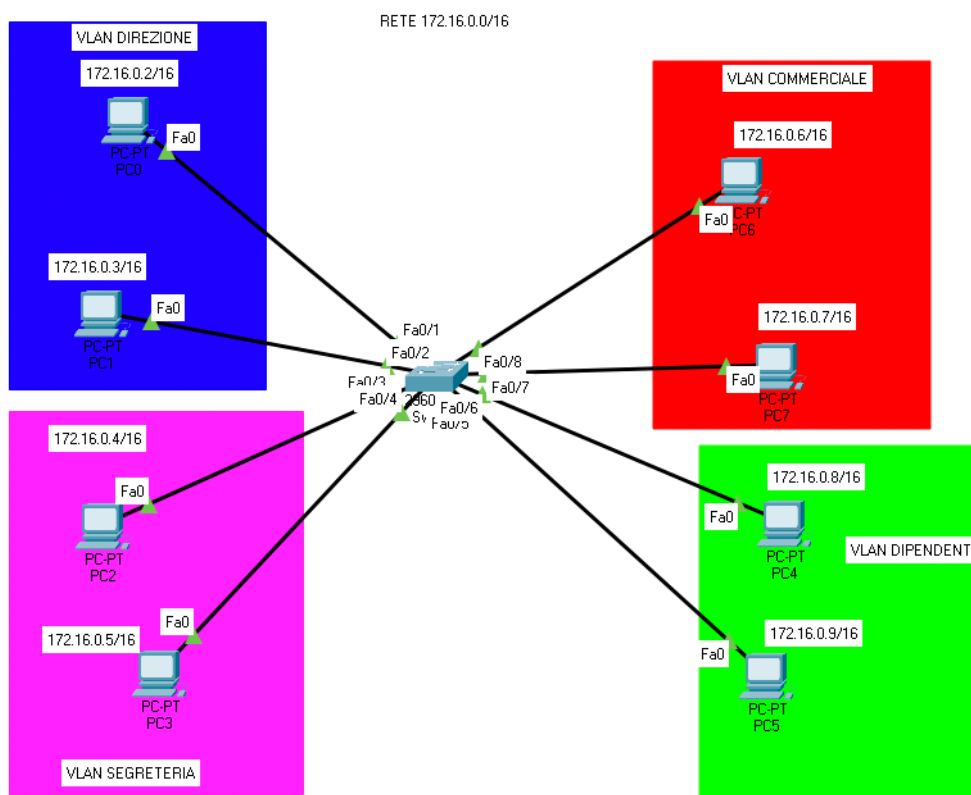 RETE 172.16.0.0/16
VLAN DIREZIONE
172.16.0.2/16
Fa0
PC-PT
PC0
172.16.0.3/16
Fa0
PC-PT
PC1
VLAN COMMERCIALE
172.16.0.6/16
Fa0
C-PT
PC6
172.16.0.7/16
Fa0
PC-PT
PC7
Fa0/1
Fa0/2
Fa0/3
Fa0/4
Fa0/8
Fa0/7
Fa0/6
Fa0/5
2960
172.16.0.4/16
Fa0
PC-PT
PC2
172.16.0.5/16
Fa0
PC-PT
PC3
VLAN SEGRETERIA
172.16.0.8/16
Fa0
PC-PT
PC4
VLAN DIPENDENT
172.16.0.9/16
Fa0
PC-PT
PC5